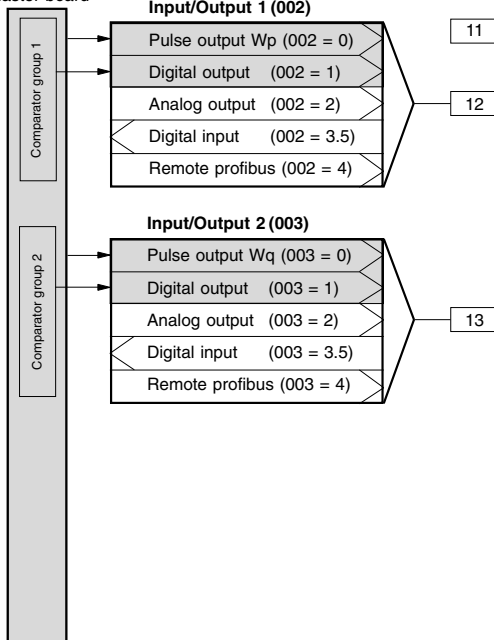 board
Input/Output 1 (002)
Comparator group 1
Pulse output Wp (002 = 0)
Digital output (002 = 1)
Analog output (002 = 2)
Digital input (002 = 3.5)
Remote profibus (002 = 4)
11
12
Input/Output 2 (003)
Comparator group 2
Pulse output Wq (003 = 0)
Digital output (003 = 1)
Analog output (003 = 2)
Digital input (003 = 3.5)
Remote profibus (003 = 4)
13